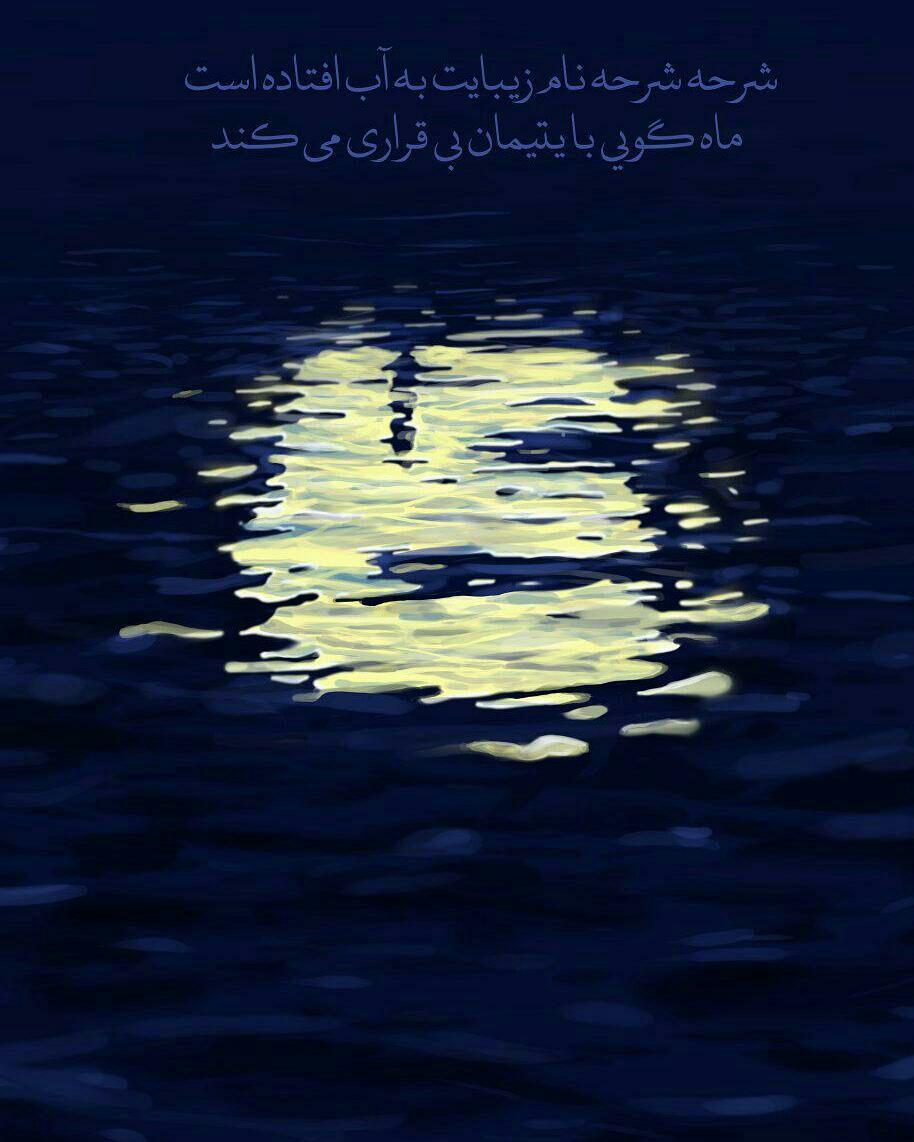 شرحه شرحه نام زیبایت به آب افتاده است
ماه گویی با یتیمان بی قراری می کند